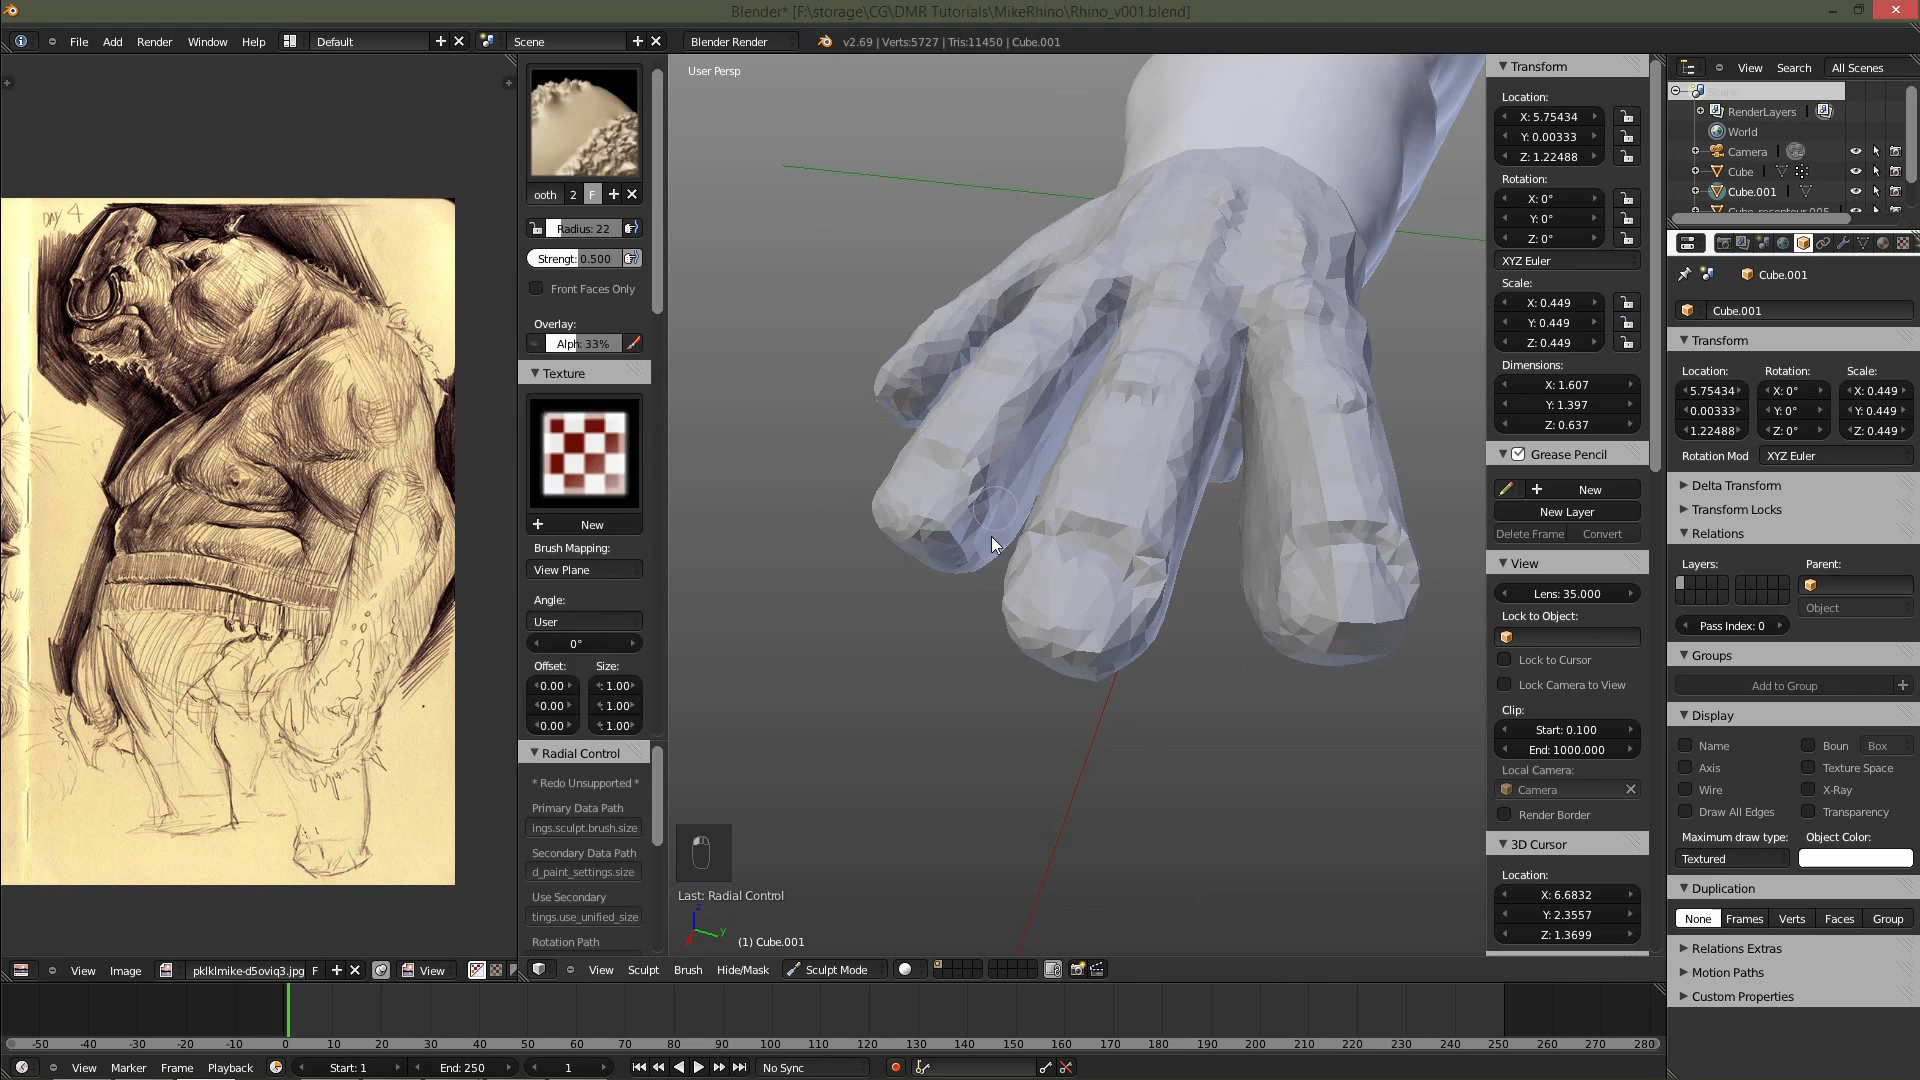 Blender* [F:\storage\CG\DMR Tutorials\MikeRhino\Rhino_v001.blend]
File Add Render Window Help Default Scene Blender Render v2.69 | Verts:5727 | Tris:11450 | Cube.001
DAY 4
ooth 2 F
Radius: 22
Strengt: 0.500
Front Faces Only
Overlay:
Alph: 33%
Texture
New
Brush Mapping:
View Plane
Angle:
User
0°
Offset: Size:
0.00 : 1.00
0.00 : 1.00
0.00 : 1.00
Radial Control
* Redo Unsupported *
Primary Data Path
ings.sculpt.brush.size
Secondary Data Path
d_paint_settings.size
Use Secondary
tings.use_unified_size
Rotation Path
User Persp
Last: Radial Control
z
y
(1) Cube.001
Transform
Location:
X: 5.75434
Y: 0.00333
Z: 1.22488
Rotation:
X: 0°
Y: 0°
Z: 0°
XYZ Euler
Scale:
X: 0.449
Y: 0.449
Z: 0.449
Dimensions:
X: 1.607
Y: 1.397
Z: 0.637
Grease Pencil
New
New Layer
Delete Frame Convert
View
Lens: 35.000
Lock to Object:
Lock to Cursor
Lock Camera to View
Clip:
Start: 0.100
End: 1000.000
Local Camera:
Camera
Render Border
3D Cursor
Location:
X: 6.6832
Y: 2.3557
Z: 1.3699
View Search All Scenes
RenderLayers
World
Camera
Cube
Cube.001
Cube.001
Cube.001
Transform
Location: Rotation: Scale:
5.75434 X: 0° X: 0.449
0.00333 Y: 0° Y: 0.449
1.22488 Z: 0° Z: 0.449
Rotation Mod XYZ Euler
Delta Transform
Transform Locks
Relations
Layers: Parent:
Object
Pass Index: 0
Groups
Add to Group
Display
Name Boun Box
Axis Texture Space
Wire X-Ray
Draw All Edges Transparency
Maximum draw type: Object Color:
Textured
Duplication
None Frames Verts Faces Group
Relations Extras
Motion Paths
Custom Properties
View Image pklklmike-d5oviq3.jpg F View
View Sculpt Brush Hide/Mask Sculpt Mode
-50 -40 -30 -20 -10 0 10 20 30 40 50 60 70 80 90 100 110 120 130 140 150 160 170 180 190 200 210 220 230 240 250 260 270 280
View Marker Frame Playback Start: 1 End: 250 1 No Sync